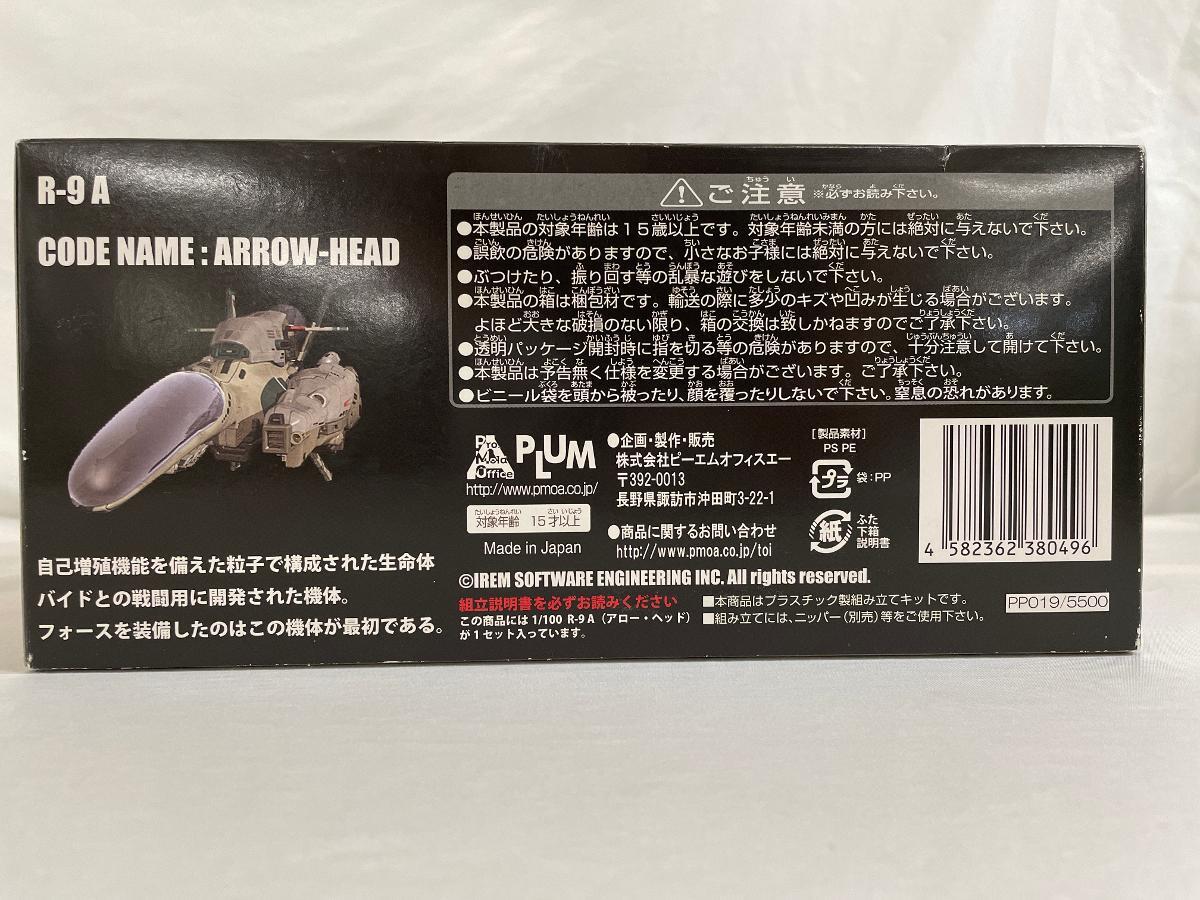 R-9 A
CODE NAME : ARROW-HEAD
自己増殖機能を備えた粒子で構成された生命体
バイドとの戦闘用に開発された機体。
フォースを装備したのはこの機体が最初である。
ご注意 ※必ずお読み下さい。
●本製品の対象年齢は15歳以上です。対象年齢未満の方には絶対に与えないで下さい。
●誤飲の危険がありますので、小さなお子様には絶対に与えないで下さい。
●ぶつけたり、振り回す等の乱暴な遊びをしないで下さい。
●本製品の箱は梱包材です。輸送の際に多少のキズや凹みが生じる場合がございます。
よほど大きな破損のない限り、箱の交換は致しかねますのでご了承下さい。
●透明パッケージ開封時に指を切る等の危険がありますので、十分注意して開けて下さい。
●本製品は予告無く仕様を変更する場合がございます。ご了承下さい。
●ビニール袋を頭から被ったり、顔を覆ったりしないで下さい。窒息の恐れがあります。
Pro Mold Office
PLUM
http://www.pmoa.co.jp/
対象年齢 15才以上
Made in Japan
●企画・製作・販売
株式会社ピーエムオフィスエー
〒392-0013
長野県諏訪市沖田町3-22-1
●商品に関するお問い合わせ
http://www.pmoa.co.jp/toi
[製品素材]
PS PE
プラ 袋:PP
紙 ふた
下箱
説明書
4 582362 380496
©IREM SOFTWARE ENGINEERING INC. All rights reserved.
組立説明書を必ずお読みください
この商品には 1/100 R-9 A（アロー・ヘッド）
が1セット入っています。
■本商品はプラスチック製組み立てキットです。
■組み立てには、ニッパー（別売）等をご使用下さい。
PP019/5500